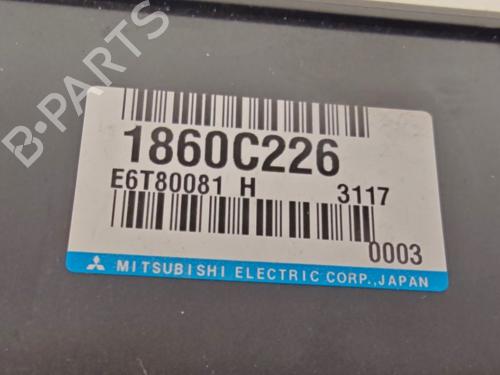 B-PARTS
1860C226
E6T80081 H 3117
0003
MITSUBISHI ELECTRIC CORP.,JAPAN